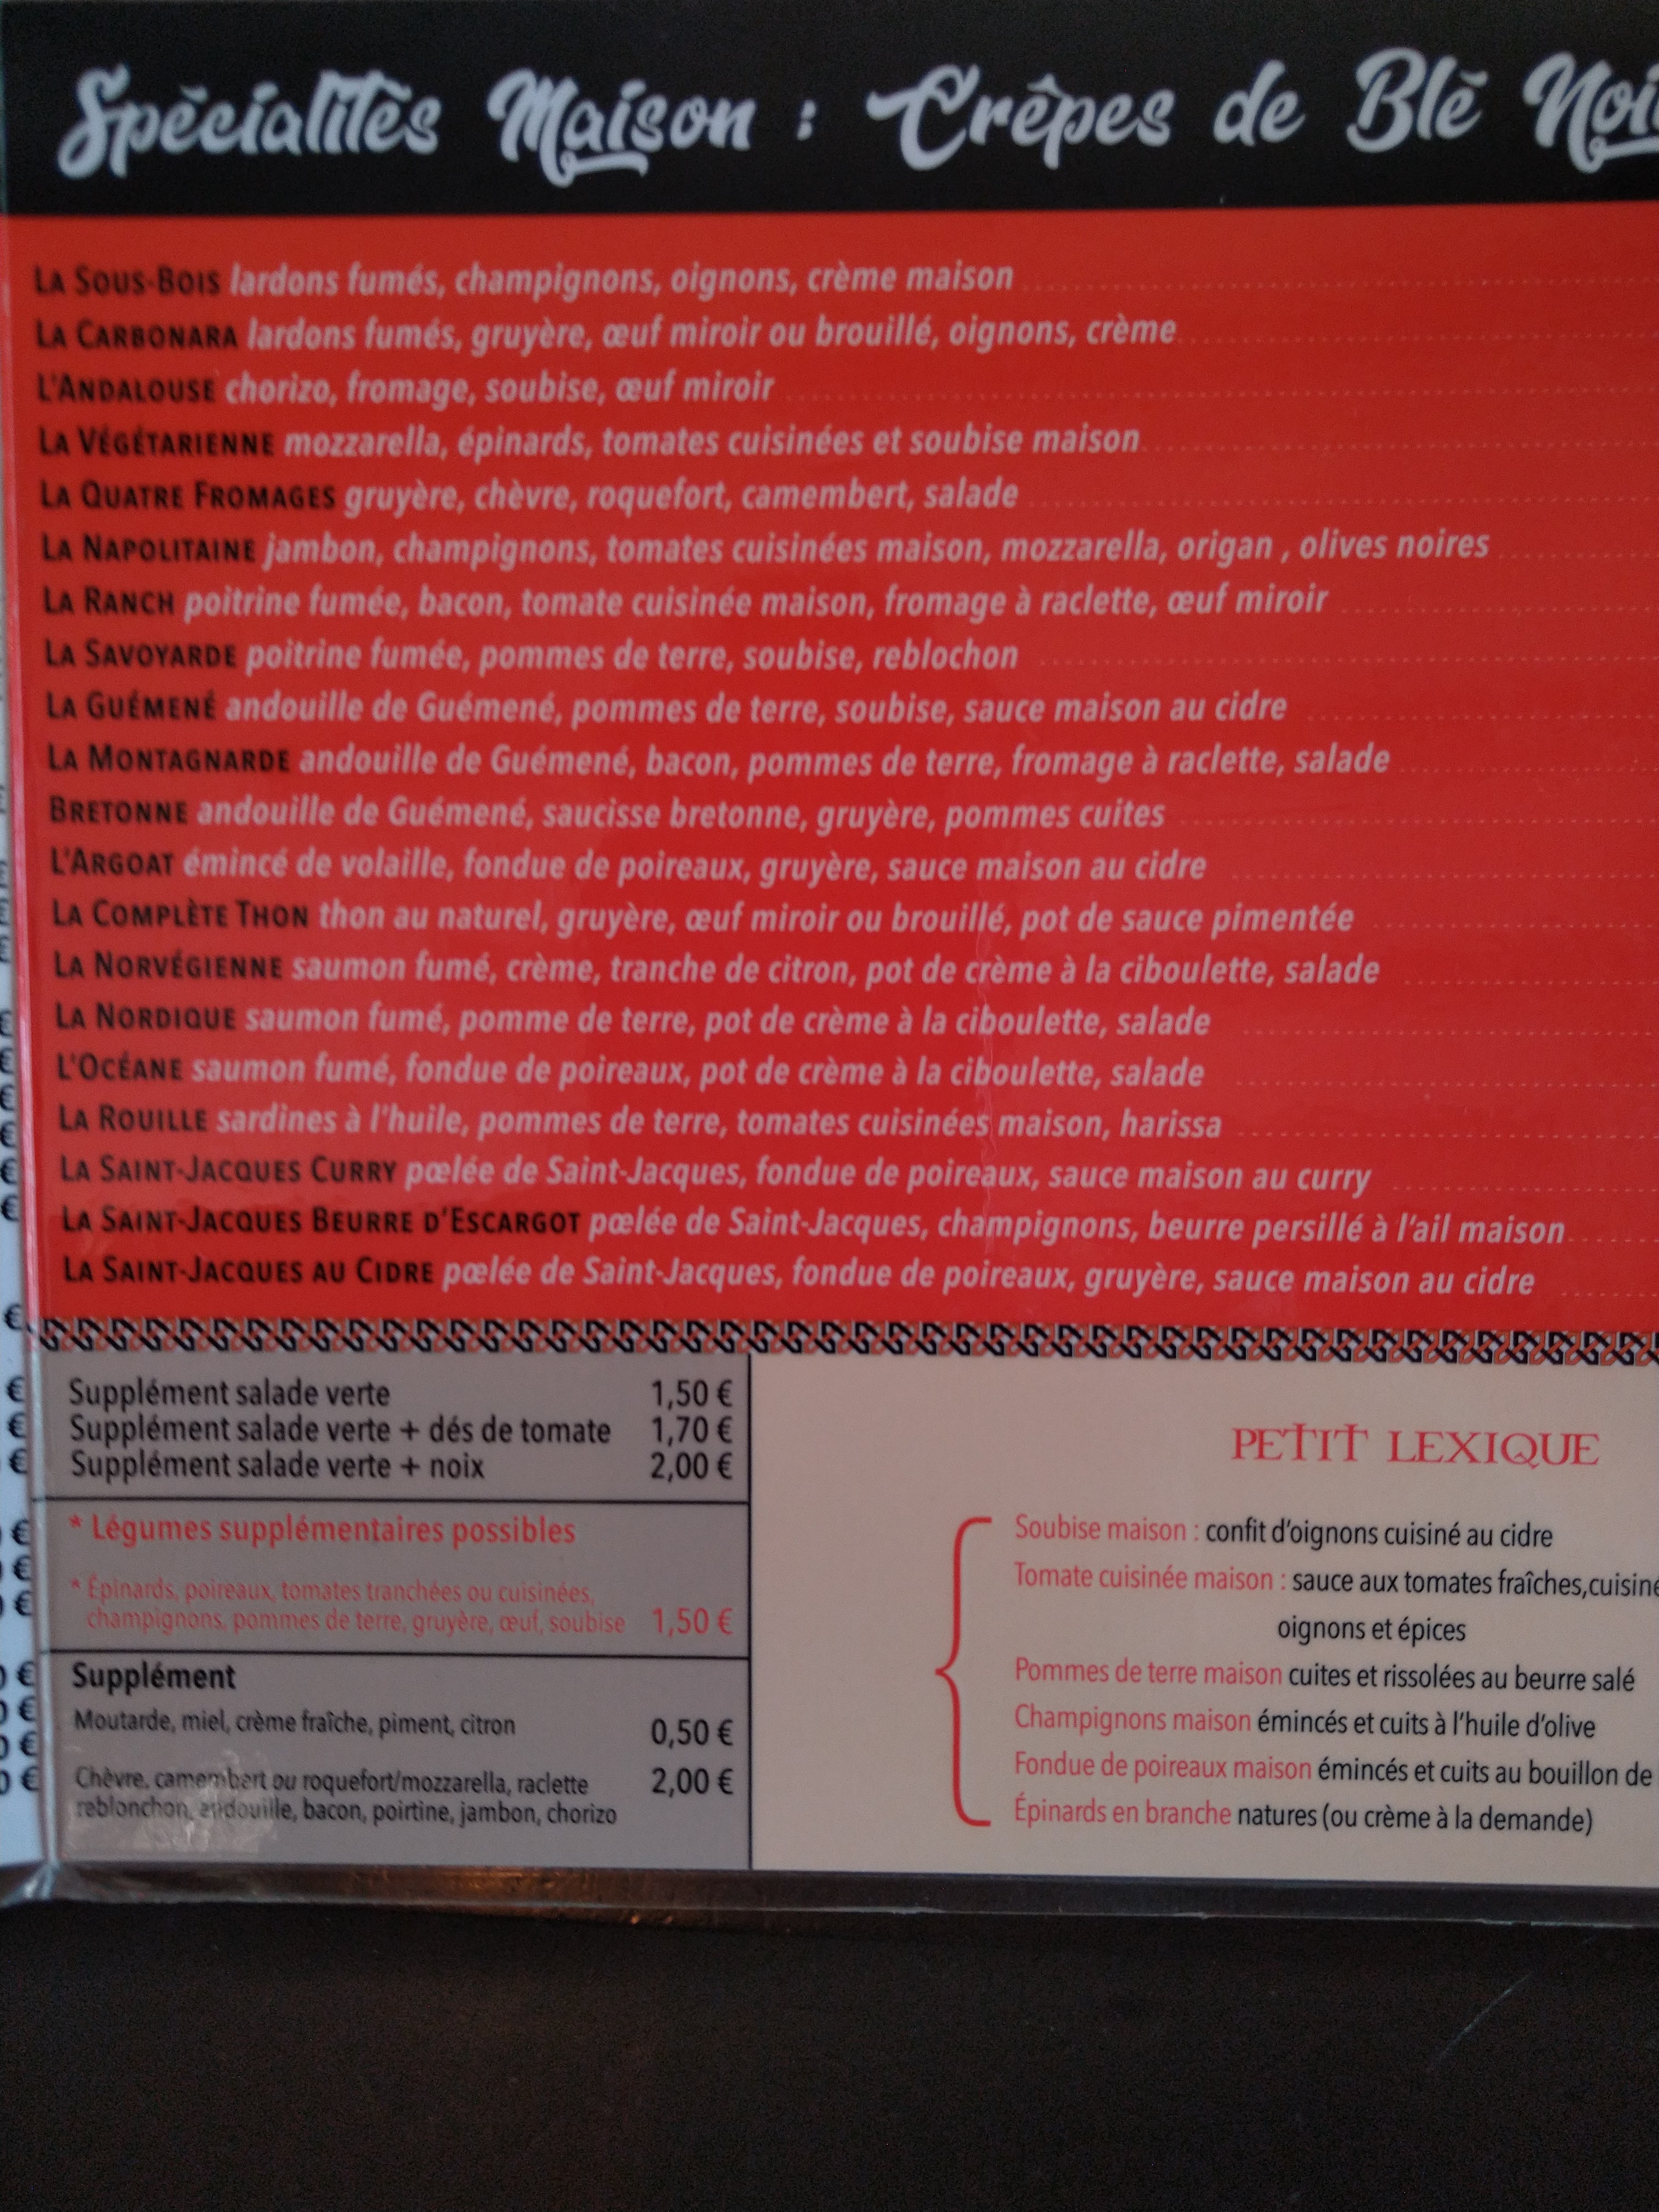 Spécialités Maison : Crêpes de Blé
La Sous-Bois lardons fumés, champignons, oignons, crème maison
La Carbonara lardons fumés, gruyère, œuf miroir ou brouillé, oignons, crème
L'Andalouse chorizo, fromage, soubise, œuf miroir
La Végétarienne mozzarella, épinards, tomates cuisinées et soubise maison
La Quatre Fromages gruyère, chèvre, roquefort, camembert, salade
La Napolitaine jambon, champignons, tomates cuisinées maison, mozzarella, origan , olives noires
La Ranch poitrine fumée, bacon, tomate cuisinée maison, fromage à raclette, œuf miroir
La Savoyarde poitrine fumée, pommes de terre, soubise, reblochon
La Guémené andouille de Guémené, pommes de terre, soubise, sauce maison au cidre
La Montagnarde andouille de Guémené, bacon, pommes de terre, fromage à raclette, salade
Bretonne andouille de Guémené, saucisse bretonne, gruyère, pommes cuites
L'Argoat émincé de volaille, fondue de poireaux, gruyère, sauce maison au cidre
La Complète Thon thon au naturel, gruyère, œuf miroir ou brouillé, pot de sauce pimentée
La Norvégienne saumon fumé, crème, tranche de citron, pot de crème à la ciboulette, salade
La Nordique saumon fumé, pomme de terre, pot de crème à la ciboulette, salade
L'Océane saumon fumé, fondue de poireaux, pot de crème à la ciboulette, salade
La Rouille sardines à l'huile, pommes de terre, tomates cuisinées maison, harissa
La Saint-Jacques Curry pœlée de Saint-Jacques, fondue de poireaux, sauce maison au curry
La Saint-Jacques Beurre d'Escargot pœlée de Saint-Jacques, champignons, beurre persillé à l'ail maison
La Saint-Jacques au Cidre pœlée de Saint-Jacques, fondue de poireaux, gruyère, sauce maison au cidre
Supplément salade verte 1,50 €
Supplément salade verte + dés de tomate 1,70 €
Supplément salade verte + noix 2,00 €
* Légumes supplémentaires possibles
* Épinards, poireaux, tomates tranchées ou cuisinées,
champignons, pommes de terre, gruyère, œuf, soubise 1,50 €
Supplément
Moutarde, miel, crème fraîche, piment, citron 0,50 €
Chèvre, camembert ou roquefort/mozzarella, raclette 2,00 €
reblonchon, andouille, bacon, poirtine, jambon, chorizo
PETIT LEXIQUE
Soubise maison : confit d'oignons cuisiné au cidre
Tomate cuisinée maison : sauce aux tomates fraîches,cuisiné
oignons et épices
Pommes de terre maison cuites et rissolées au beurre salé
Champignons maison émincés et cuits à l'huile d'olive
Fondue de poireaux maison émincés et cuits au bouillon de
Épinards en branche natures (ou crème à la demande)